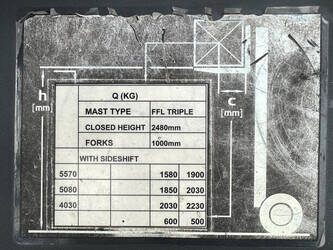 Q (KG)
h
[mm]
MAST TYPE FFL TRIPLE
CLOSED HEIGHT 2480mm
FORKS 1000mm
WITH SIDESHIFT
c
[mm]
5570 1580 1900
5080 1850 2030
4030 2030 2230
600 500